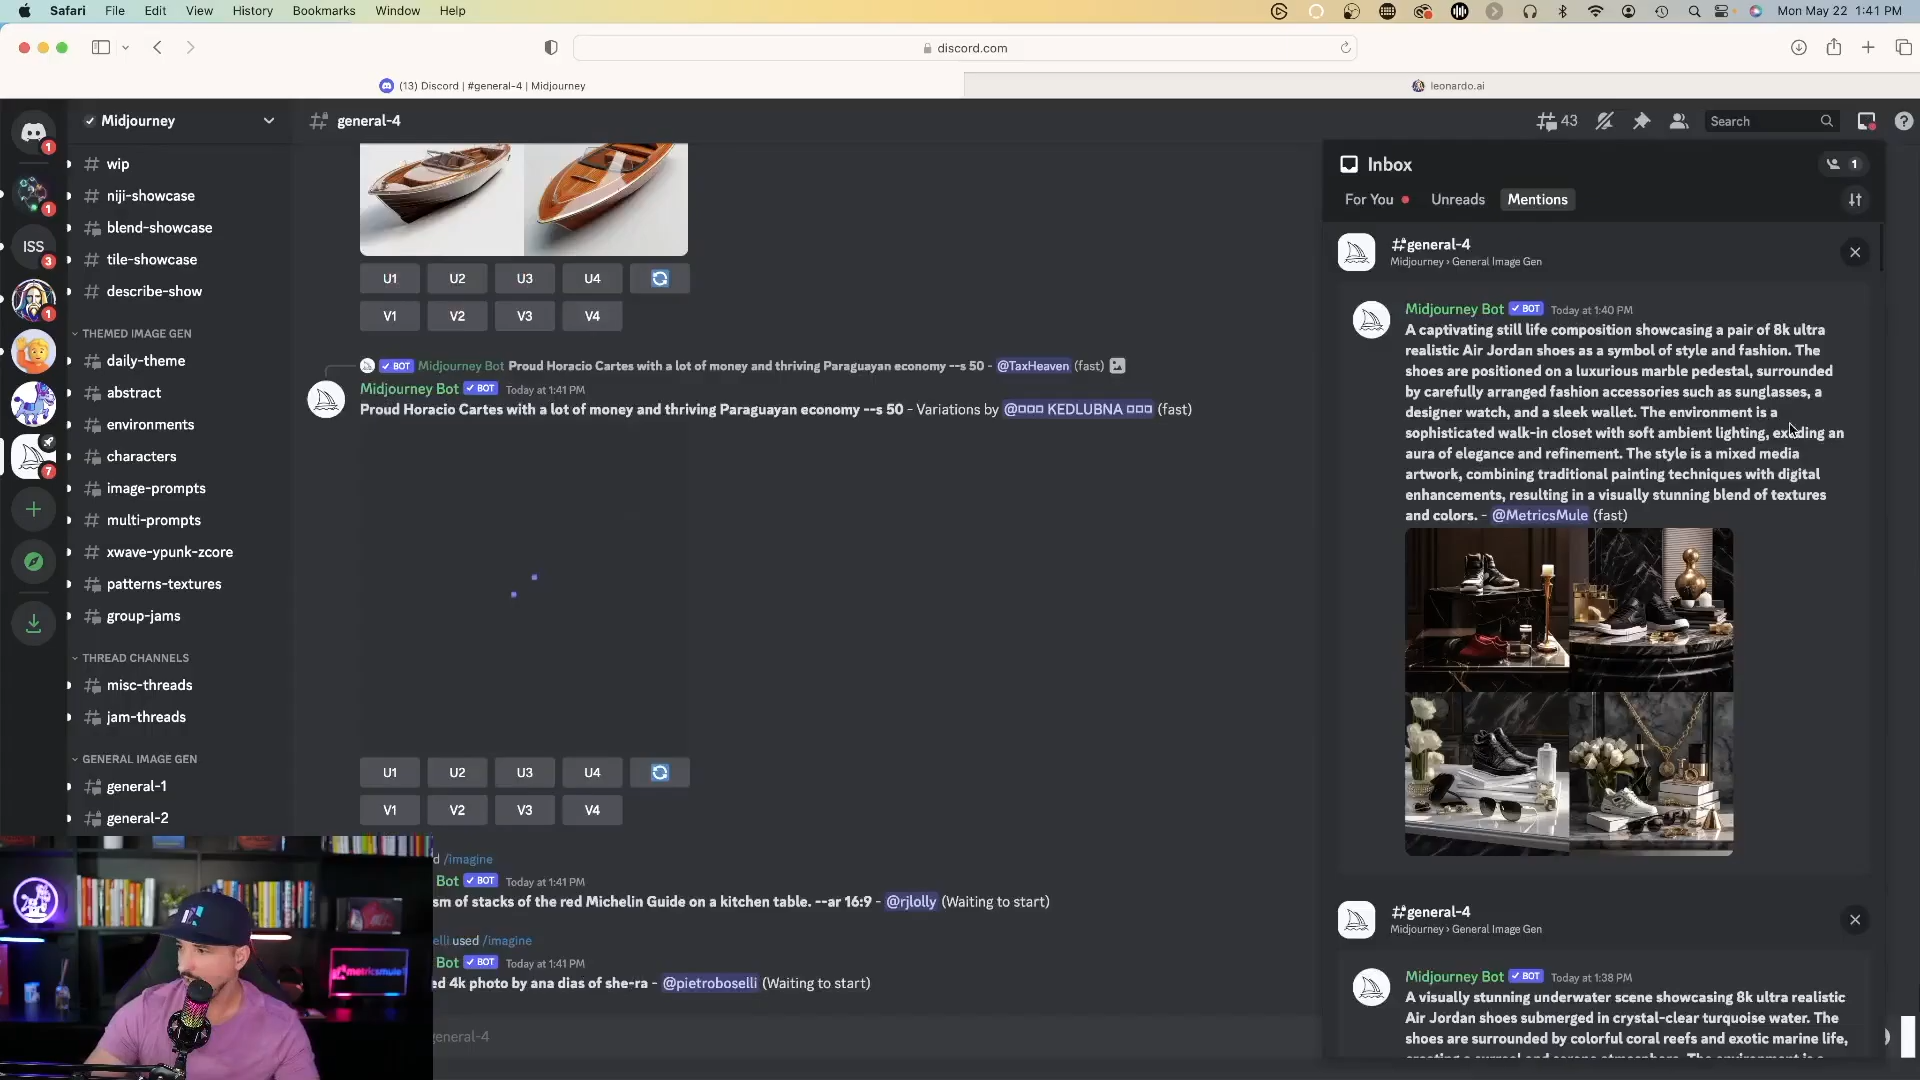 Safari File Edit View History Bookmarks Window Help
Mon May 22 1:41 PM
discord.com
(13) Discord | #general-4 | Midjourney
leonardo.ai
Midjourney
general-4
43
Search
1
1
ISS
3
1
7
wip
niji-showcase
blend-showcase
tile-showcase
describe-show
THEMED IMAGE GEN
daily-theme
abstract
environments
characters
image-prompts
multi-prompts
xwave-ypunk-zcore
patterns-textures
group-jams
THREAD CHANNELS
misc-threads
jam-threads
GENERAL IMAGE GEN
general-1
general-2
U1 U2 U3 U4
V1 V2 V3 V4
BOT Midjourney Bot Proud Horacio Cartes with a lot of money and thriving Paraguayan economy --s 50 - @TaxHeaven (fast)
Midjourney Bot BOT Today at 1:41 PM
Proud Horacio Cartes with a lot of money and thriving Paraguayan economy --s 50 - Variations by @□□□ KEDLUBNA □□□ (fast)
U1 U2 U3 U4
V1 V2 V3 V4
d /imagine
Bot BOT Today at 1:41 PM
sm of stacks of the red Michelin Guide on a kitchen table. --ar 16:9 - @rjlolly (Waiting to start)
elli used /imagine
Bot BOT Today at 1:41 PM
ed 4k photo by ana dias of she-ra - @pietroboselli (Waiting to start)
general-4
Inbox
1
For You Unreads Mentions
#general-4
Midjourney › General Image Gen
Midjourney Bot BOT Today at 1:40 PM
A captivating still life composition showcasing a pair of 8k ultra
realistic Air Jordan shoes as a symbol of style and fashion. The
shoes are positioned on a luxurious marble pedestal, surrounded
by carefully arranged fashion accessories such as sunglasses, a
designer watch, and a sleek wallet. The environment is a
sophisticated walk-in closet with soft ambient lighting, exuding an
aura of elegance and refinement. The style is a mixed media
artwork, combining traditional painting techniques with digital
enhancements, resulting in a visually stunning blend of textures
and colors. - @MetricsMule (fast)
#general-4
Midjourney › General Image Gen
Midjourney Bot BOT Today at 1:38 PM
A visually stunning underwater scene showcasing 8k ultra realistic
Air Jordan shoes submerged in crystal-clear turquoise water. The
shoes are surrounded by colorful coral reefs and exotic marine life,
metricsmule